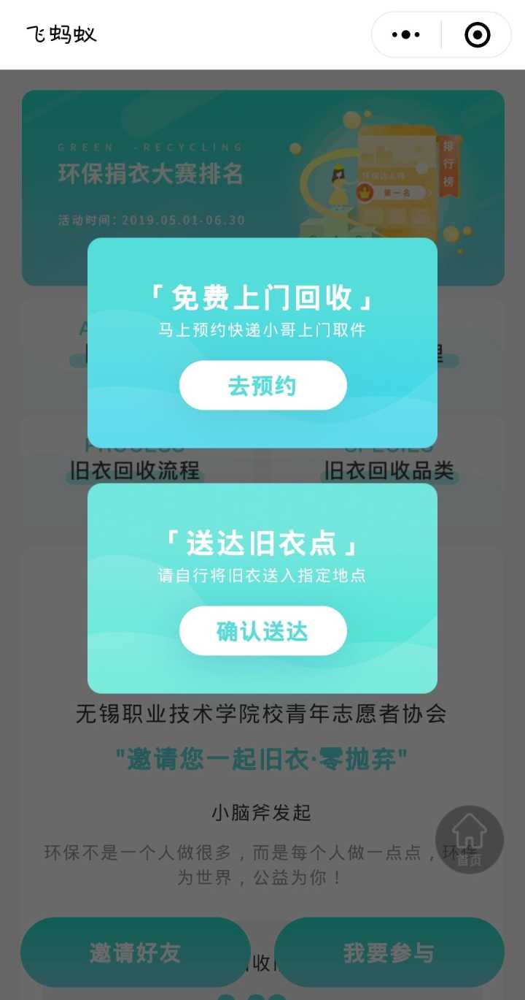 飞蚂蚁
GREEN -RECYCLING
环保捐衣大赛排名
活动时间：2019.05.01-06.30
排行榜
第一名
「免费上门回收」
马上预约快递小哥上门取件
去预约
旧衣回收流程
旧衣回收品类
「送达旧衣点」
请自行将旧衣送入指定地点
确认送达
无锡职业技术学院校青年志愿者协会
"邀请您一起旧衣·零抛弃"
小脑斧发起
环保不是一个人做很多，而是每个人做一点点，环保
为世界，公益为你！
首页
邀请好友
我要参与